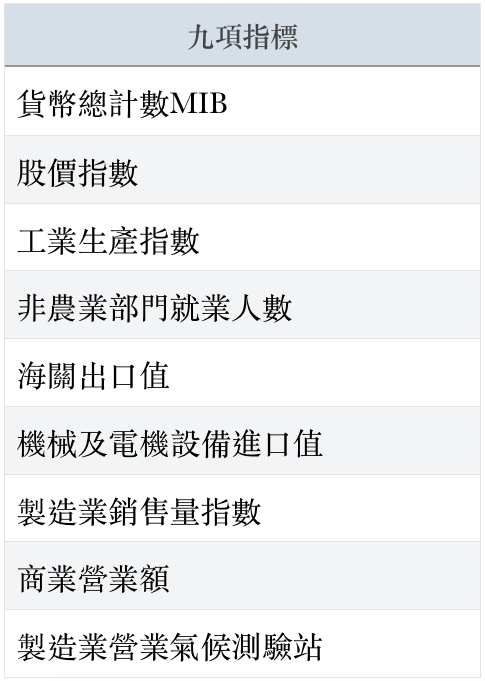 九項指標
貨幣總計數MIB
股價指數
工業生產指數
非農業部門就業人數
海關出口值
機械及電機設備進口值
製造業銷售量指數
商業營業額
製造業營業氣候測驗站